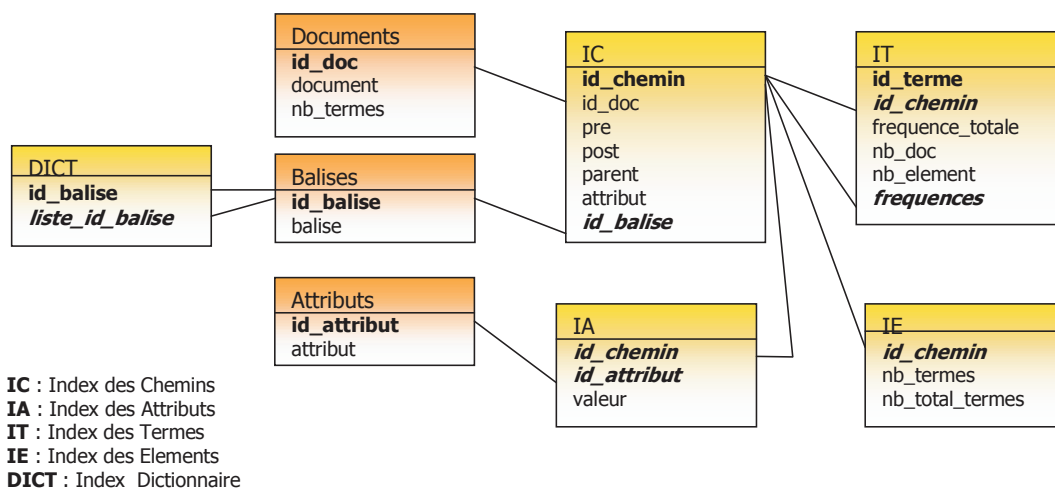 Documents
id_doc
document
nb_termes
IC
id_chemin
id_doc
pre
post
parent
attribut
id_balise
IT
id_terme
id_chemin
frequence_totale
nb_doc
nb_element
frequences
DICT
id_balise
liste_id_balise
Balises
id_balise
balise
Attributs
id_attribut
attribut
IA
id_chemin
id_attribut
valeur
IE
id_chemin
nb_termes
nb_total_termes
IC : Index des Chemins
IA : Index des Attributs
IT : Index des Termes
IE : Index des Elements
DICT : Index Dictionnaire